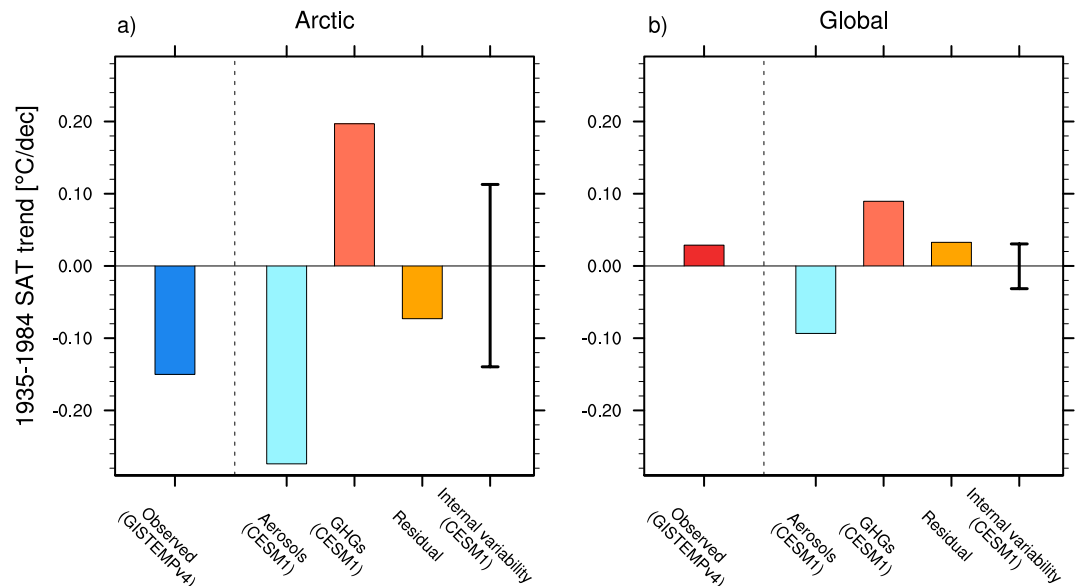 a)
Arctic
b)
Global
1935-1984 SAT trend [°C/dec]
0.20
0.10
0.00
-0.10
-0.20
0.20
0.10
0.00
-0.10
-0.20
Observed
(GISTEMPv4)
Aerosols
(CESM1)
GHGs
(CESM1)
Residual
Internal variability
(CESM1)
Observed
(GISTEMPv4)
Aerosols
(CESM1)
GHGs
(CESM1)
Residual
Internal variability
(CESM1)